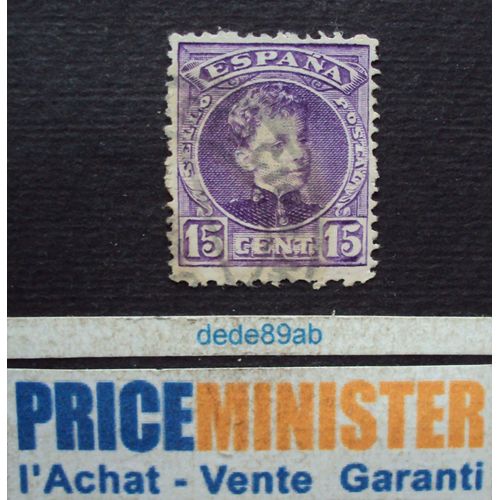 ESPAÑA
SELLO POSTAL
15 CENT. 15
dede89ab
PRICEMINISTER
l'Achat - Vente Garanti